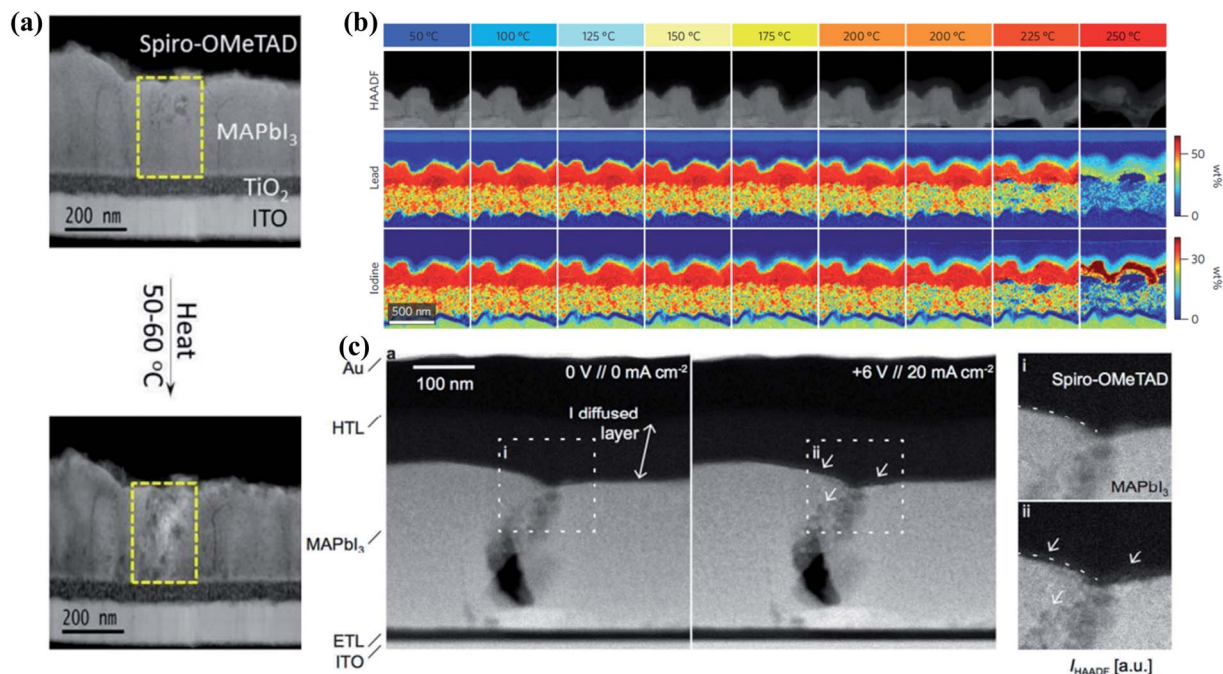 (a)
Spiro-OMeTAD
MAPbI₃
TiO₂
200 nm
ITO
Heat
50-60 °C
200 nm
(b)
50 °C 100 °C 125 °C 150 °C 175 °C 200 °C 200 °C 225 °C 250 °C
HAADF
Lead
50
0
wt%
Iodine
30
0
wt%
500 nm
(c)
a
Au
HTL
MAPbI₃
ETL
ITO
100 nm
0 V // 0 mA cm⁻²
I diffused
layer
i
+6 V // 20 mA cm⁻²
ii
i
Spiro-OMeTAD
MAPbI₃
ii
I_HAADF [a.u.]